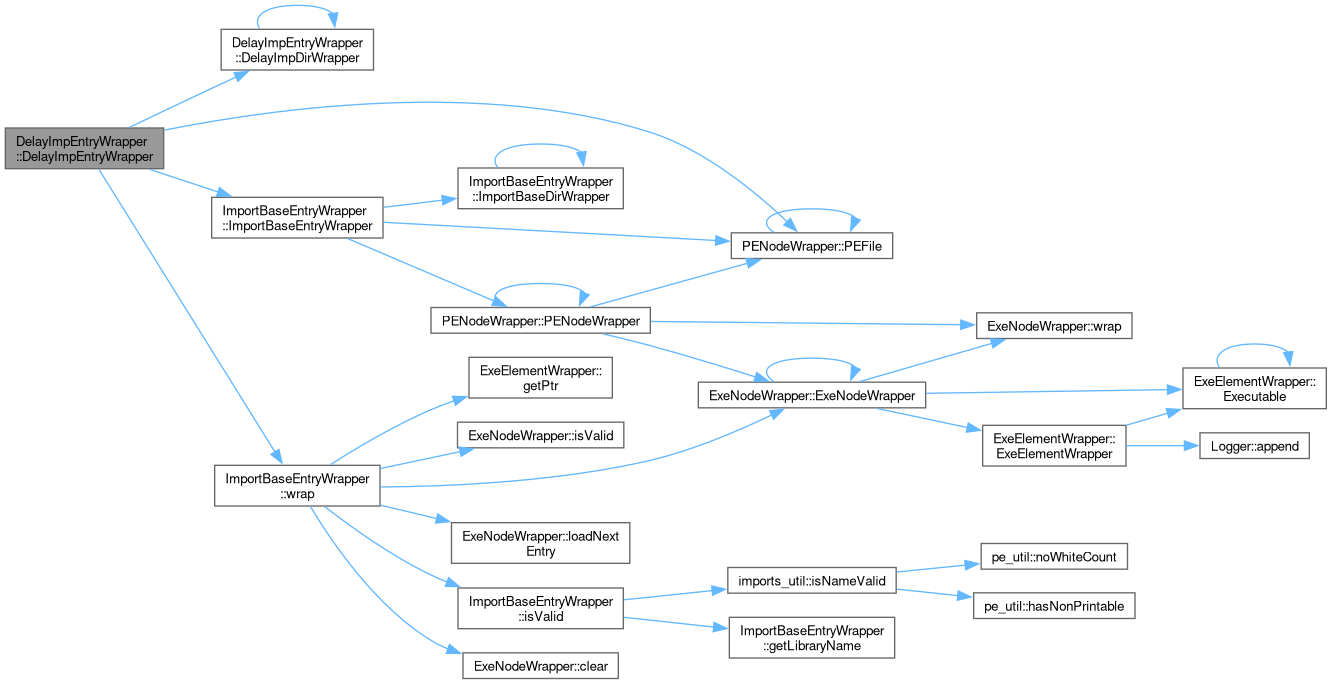 DelayImpEntryWrapper
::DelayImpDirWrapper
DelayImpEntryWrapper
::DelayImpEntryWrapper
ImportBaseEntryWrapper
::ImportBaseDirWrapper
ImportBaseEntryWrapper
::ImportBaseEntryWrapper
PENodeWrapper::PEFile
PENodeWrapper::PENodeWrapper
ExeNodeWrapper::wrap
ExeElementWrapper::
getPtr
ExeNodeWrapper::ExeNodeWrapper
ExeElementWrapper::
Executable
ExeNodeWrapper::isValid
ExeElementWrapper::
ExeElementWrapper
Logger::append
ImportBaseEntryWrapper
::wrap
ExeNodeWrapper::loadNext
Entry
pe_util::noWhiteCount
imports_util::isNameValid
pe_util::hasNonPrintable
ImportBaseEntryWrapper
::isValid
ImportBaseEntryWrapper
::getLibraryName
ExeNodeWrapper::clear